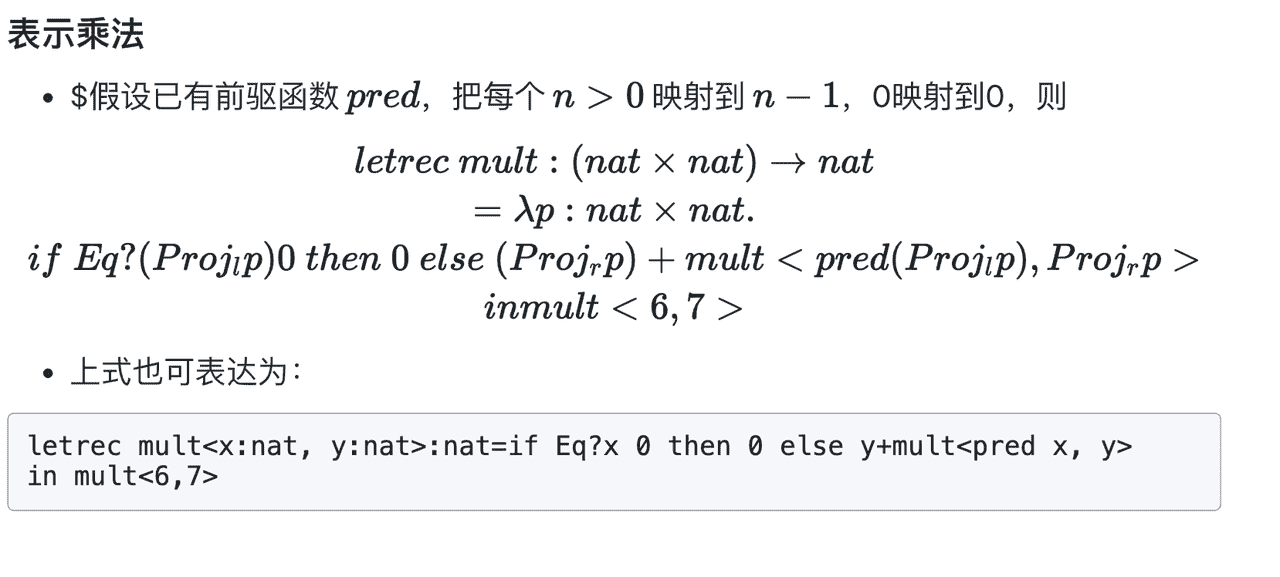 表示乘法
• $假设已有前驱函数 pred，把每个 n > 0 映射到 n − 1，0映射到0，则
letrec mult : (nat × nat) → nat
= λp : nat × nat.
if Eq?(Proj_l p)0 then 0 else (Proj_r p) + mult < pred(Proj_l p), Proj_r p >
inmult < 6, 7 >
• 上式也可表达为：
letrec mult<x:nat, y:nat>:nat=if Eq?x 0 then 0 else y+mult<pred x, y>
in mult<6,7>